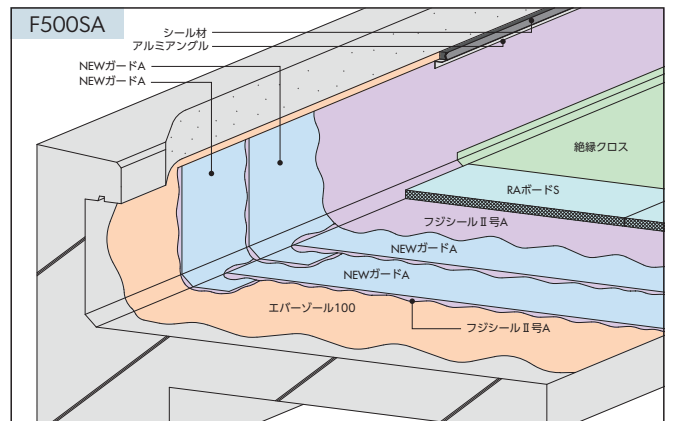 F500SA
シール材
アルミアングル
NEWガードA
NEWガードA
絶縁クロス
RAボードS
フジシールⅡ号A
NEWガードA
NEWガードA
エバーゾール100
フジシールⅡ号A